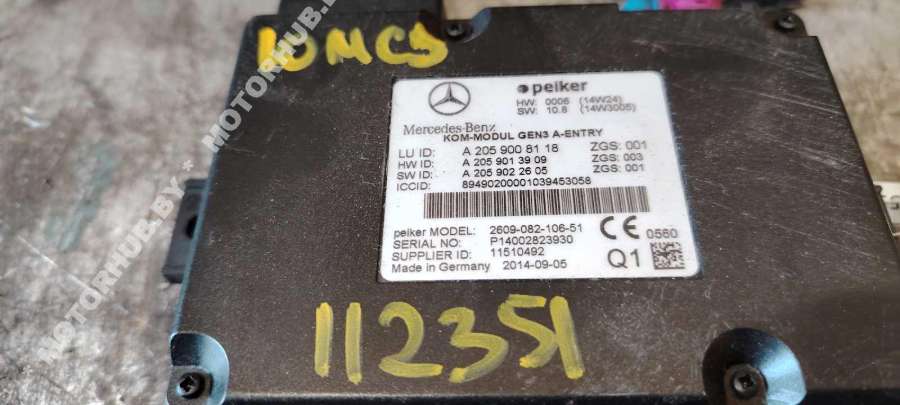 10MCD
peiker
HW: 0006 (14W24)
SW: 10.8 (14W3005)
Mercedes-Benz
KOM-MODUL GEN3 A-ENTRY
LU ID: A 205 900 81 18 ZGS: 001
HW ID: A 205 901 39 09 ZGS: 003
SW ID: A 205 902 26 05 ZGS: 001
ICCID: 89490200001039453058
peiker MODEL: 2609-082-106-51
SERIAL NO: P14002823930
CE 0560
SUPPLIER ID: 11510492
Made in Germany 2014-09-05 Q1
112351
MOTORHUB.BY * MOTORHUB.BY